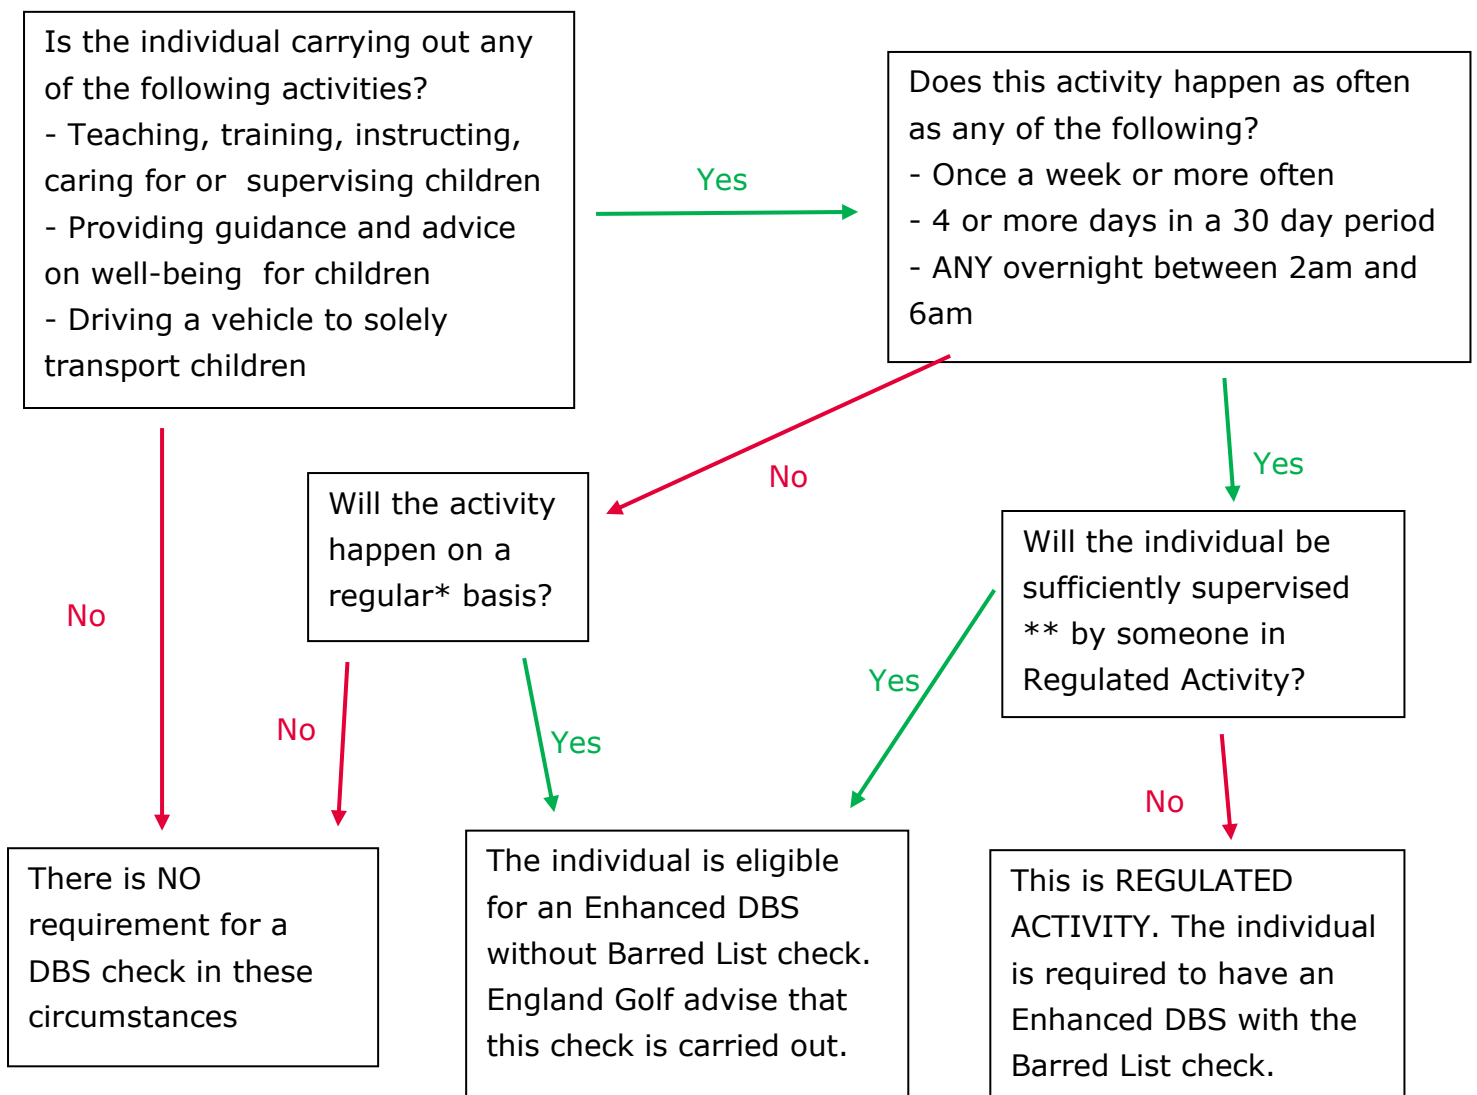 Is the individual carrying out any
of the following activities?
- Teaching, training, instructing,
caring for or  supervising children
- Providing guidance and advice
on well-being  for children
- Driving a vehicle to solely
transport children
Yes
Does this activity happen as often
as any of the following?
- Once a week or more often
- 4 or more days in a 30 day period
- ANY overnight between 2am and
6am
No
Yes
Will the activity
happen on a
regular* basis?
Will the individual be
sufficiently supervised
** by someone in
Regulated Activity?
No
No
Yes
Yes
No
There is NO
requirement for a
DBS check in these
circumstances
The individual is eligible
for an Enhanced DBS
without Barred List check.
England Golf advise that
this check is carried out.
This is REGULATED
ACTIVITY. The individual
is required to have an
Enhanced DBS with the
Barred List check.